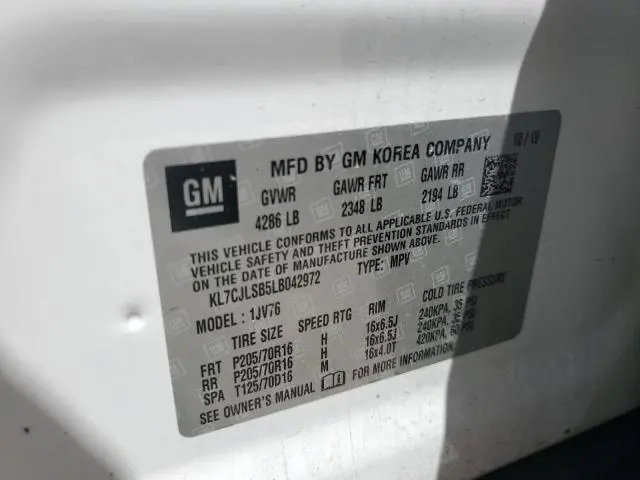 GM
MFD BY GM KOREA COMPANY 10/19
GVWR GAWR FRT GAWR RR
4286 LB 2348 LB 2194 LB
THIS VEHICLE CONFORMS TO ALL APPLICABLE U.S. FEDERAL MOTOR
VEHICLE SAFETY AND THEFT PREVENTION STANDARDS IN EFFECT
ON THE DATE OF MANUFACTURE SHOWN ABOVE.
KL7CJLSB5LB042972 TYPE: MPV
MODEL : 1JV76
TIRE SIZE SPEED RTG RIM COLD TIRE PRESSURE
FRT P205/70R16 H 16x6.5J 240KPA, 35 PSI
RR P205/70R16 H 16x6.5J 240KPA, 35 PSI
SPA T125/70D16 M 16x4.0T 420KPA, 60 PSI
SEE OWNER'S MANUAL FOR ADDITIONAL INFORMATION